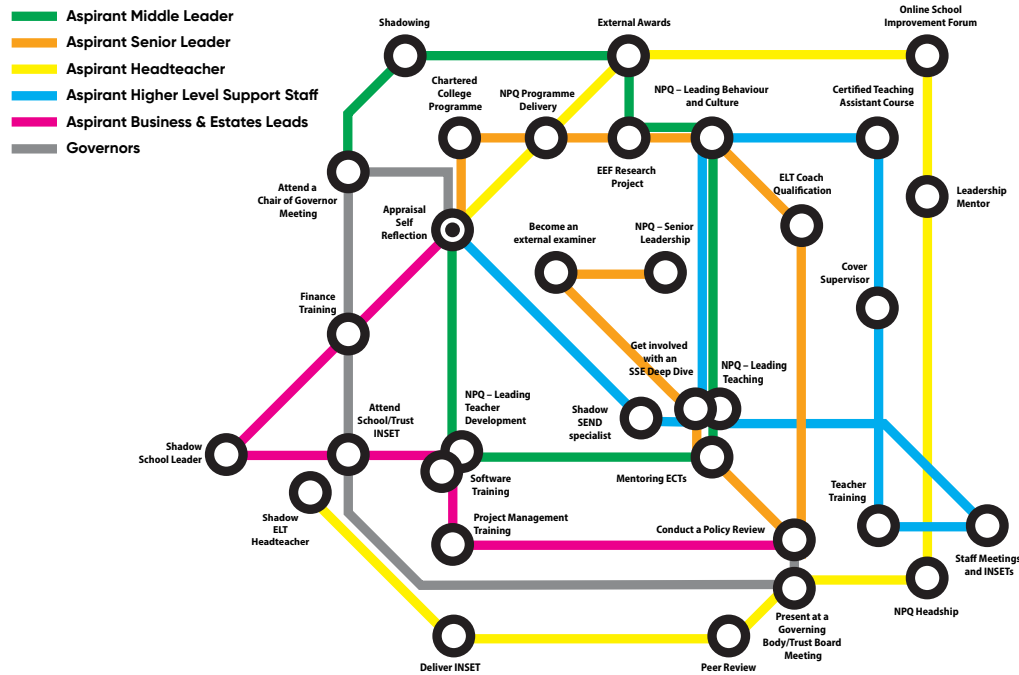 Aspirant Middle Leader
Aspirant Senior Leader
Aspirant Headteacher
Aspirant Higher Level Support Staff
Aspirant Business & Estates Leads
Governors
Shadowing
External Awards
Online School
Improvement Forum
Chartered
College
Programme
NPQ Programme
Delivery
NPQ – Leading Behaviour
and Culture
Certified Teaching
Assistant Course
EEF Research
Project
ELT Coach
Qualification
Attend a
Chair of Governor
Meeting
Leadership
Mentor
Appraisal
Self
Reflection
Become an
external examiner
NPQ – Senior
Leadership
Cover
Supervisor
Finance
Training
Get involved
with an
SSE Deep Dive
NPQ – Leading
Teaching
NPQ – Leading
Teacher
Development
Attend
School/Trust
INSET
Shadow
SEND
specialist
Shadow
School Leader
Software
Training
Mentoring ECTs
Teacher
Training
Shadow
ELT
Headteacher
Project Management
Training
Conduct a Policy Review
Staff Meetings
and INSETs
NPQ Headship
Present at a
Governing
Body/Trust Board
Meeting
Deliver INSET
Peer Review